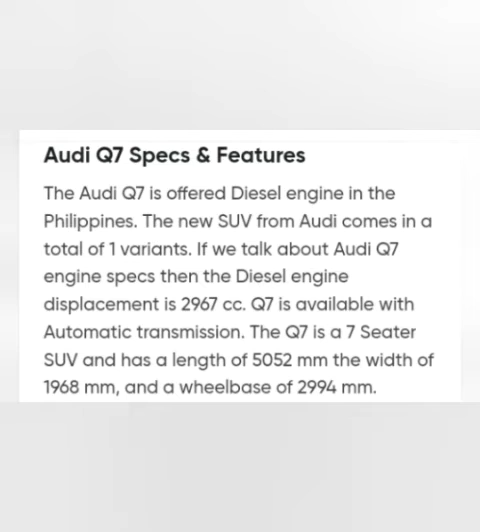 Audi Q7 Specs & Features
The Audi Q7 is offered Diesel engine in the
Philippines. The new SUV from Audi comes in a
total of 1 variants. If we talk about Audi Q7
engine specs then the Diesel engine
displacement is 2967 cc. Q7 is available with
Automatic transmission. The Q7 is a 7 Seater
SUV and has a length of 5052 mm the width of
1968 mm, and a wheelbase of 2994 mm.